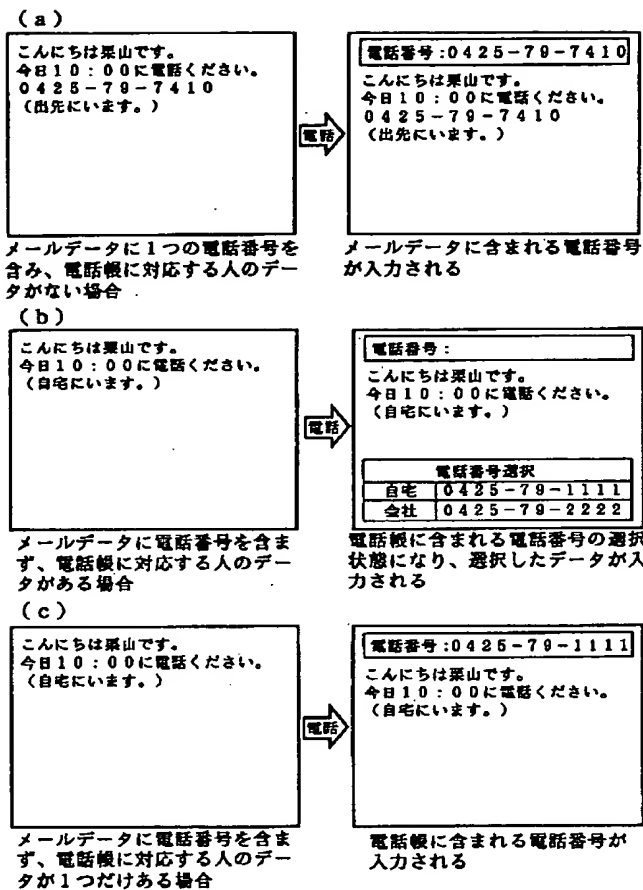 (a)
こんにちは栗山です。
今日10:00に電話ください。
0425-79-7410
(出先にいます。)
電話
電話番号:0425-79-7410
こんにちは栗山です。
今日10:00に電話ください。
0425-79-7410
(出先にいます。)
メールデータに1つの電話番号を
含み、電話帳に対応する人のデー
タがない場合
メールデータに含まれる電話番号
が入力される
(b)
こんにちは栗山です。
今日10:00に電話ください。
(自宅にいます。)
電話
電話番号:
こんにちは栗山です。
今日10:00に電話ください。
(自宅にいます。)
電話番号選択
自宅 0425-79-1111
会社 0425-79-2222
メールデータに電話番号を含ま
ず、電話帳に対応する人のデー
タがある場合
電話帳に含まれる電話番号の選択
状態になり、選択したデータが入
力される
(c)
こんにちは栗山です。
今日10:00に電話ください。
(自宅にいます。)
電話
電話番号:0425-79-1111
こんにちは栗山です。
今日10:00に電話ください。
(自宅にいます。)
メールデータに電話番号を含ま
ず、電話帳に対応する人のデー
タが1つだけある場合
電話帳に含まれる電話番号が
入力される